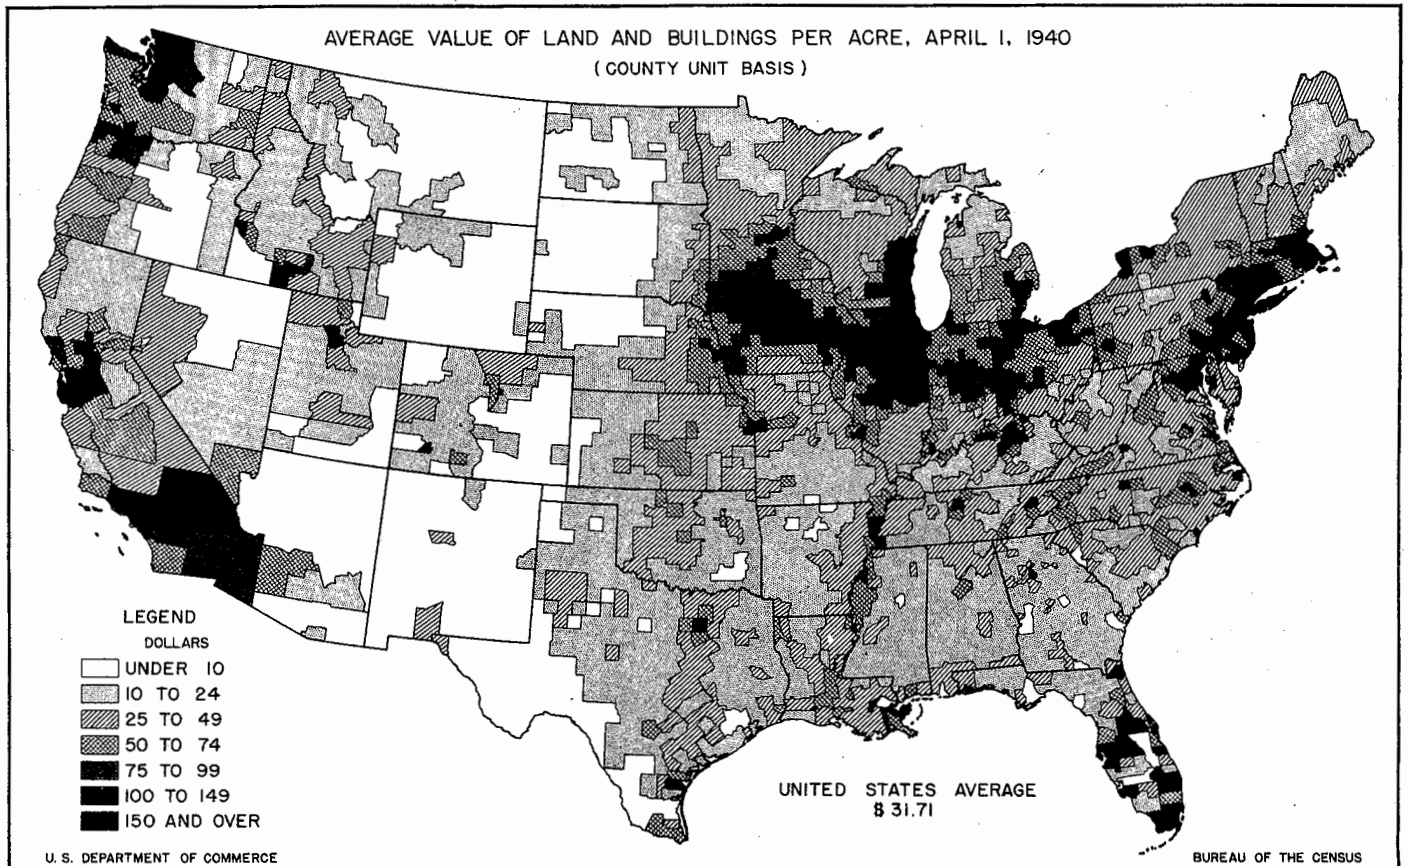 AVERAGE VALUE OF LAND AND BUILDINGS PER ACRE, APRIL 1, 1940
(COUNTY UNIT BASIS)
LEGEND
DOLLARS
UNDER 10
10 TO 24
25 TO 49
50 TO 74
75 TO 99
100 TO 149
150 AND OVER
UNITED STATES AVERAGE
$31.71
U. S. DEPARTMENT OF COMMERCE
BUREAU OF THE CENSUS